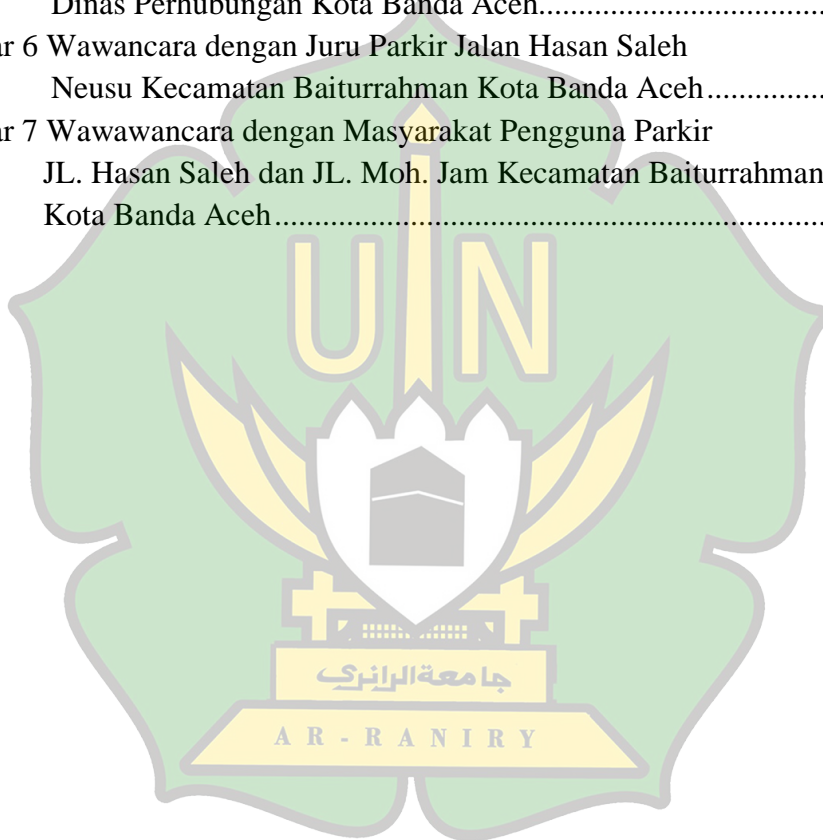 Dinas Perhubungan Kota Banda Aceh................................
ar 6 Wawancara dengan Juru Parkir Jalan Hasan Saleh
Neusu Kecamatan Baiturrahman Kota Banda Aceh...............
ar 7 Wawawancara dengan Masyarakat Pengguna Parkir
JL. Hasan Saleh dan JL. Moh. Jam Kecamatan Baiturrahman
Kota Banda Aceh.....................................................................
UIN
جامعةالرانري
AR-RANIRY